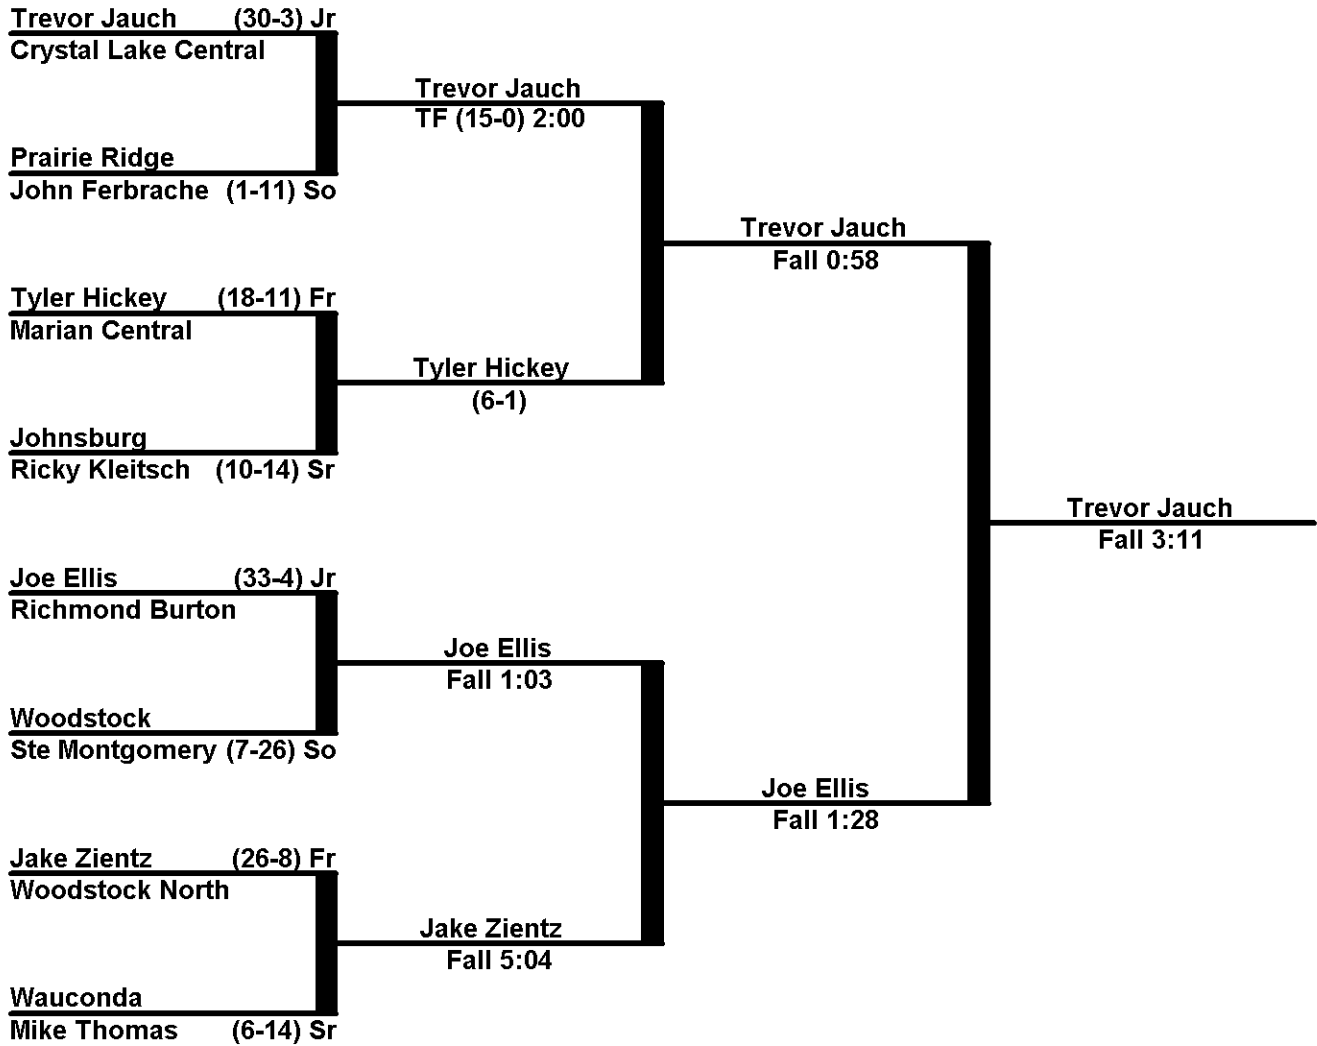 Trevor Jauch (30-3) Jr
Crystal Lake Central
Trevor Jauch
TF (15-0) 2:00
Prairie Ridge
John Ferbrache (1-11) So
Trevor Jauch
Fall 0:58
Tyler Hickey (18-11) Fr
Marian Central
Tyler Hickey
(6-1)
Johnsburg
Ricky Kleitsch (10-14) Sr
Trevor Jauch
Fall 3:11
Joe Ellis (33-4) Jr
Richmond Burton
Joe Ellis
Fall 1:03
Woodstock
Ste Montgomery (7-26) So
Joe Ellis
Fall 1:28
Jake Zientz (26-8) Fr
Woodstock North
Jake Zientz
Fall 5:04
Wauconda
Mike Thomas (6-14) Sr